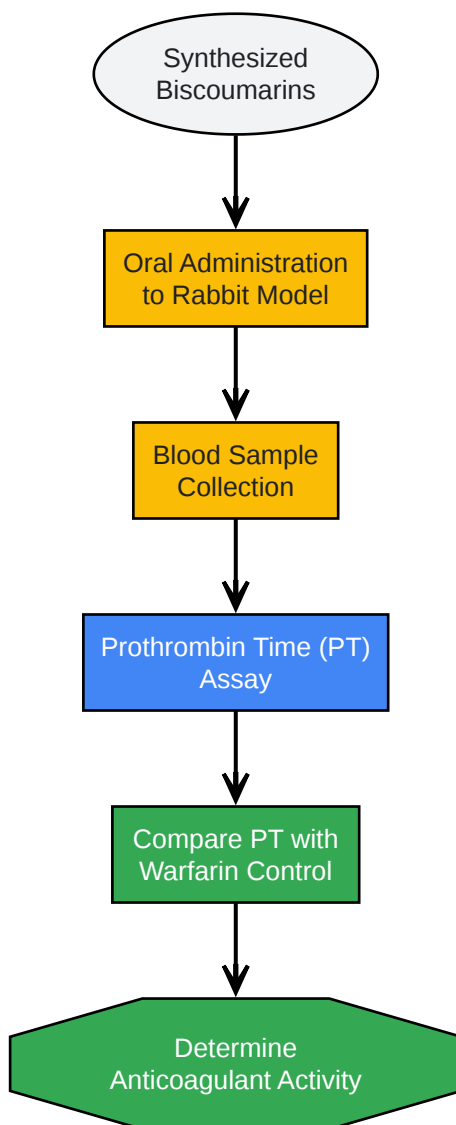 Synthesized
Biscoumarins
Oral Administration
to Rabbit Model
Blood Sample
Collection
Prothrombin Time (PT)
Assay
Compare PT with
Warfarin Control
Determine
Anticoagulant Activity